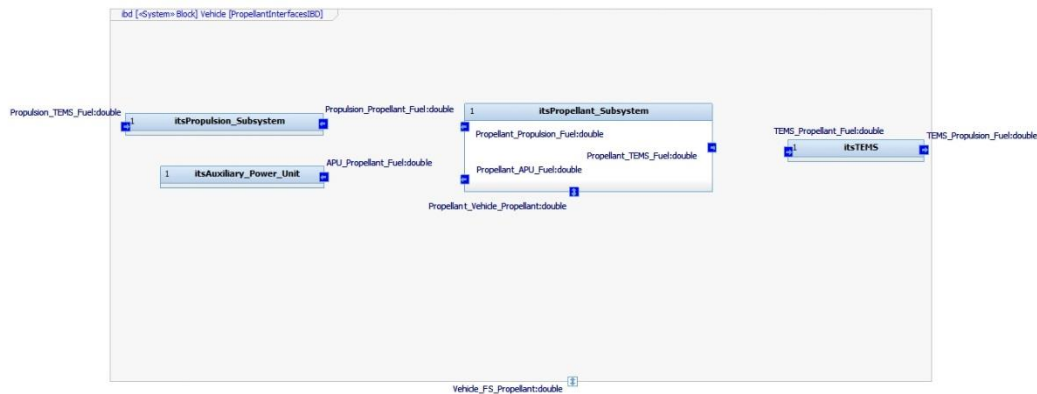 ibd [«System» Block] Vehicle [PropellantInterfacesIBD]
Propulsion_TEMS_Fuel:double
1 itsPropulsion_Subsystem
Propulsion_Propellant_Fuel:double
1 itsPropellant_Subsystem
Propellant_Propulsion_Fuel:double
Propellant_TEMS_Fuel:double
Propellant_APU_Fuel:double
Propellant_Vehicle_Propellant:double
APU_Propellant_Fuel:double
1 itsAuxiliary_Power_Unit
TEMS_Propellant_Fuel:double
TEMS_Propulsion_Fuel:double
1 itsTEMS
Vehicle_FS_Propellant:double